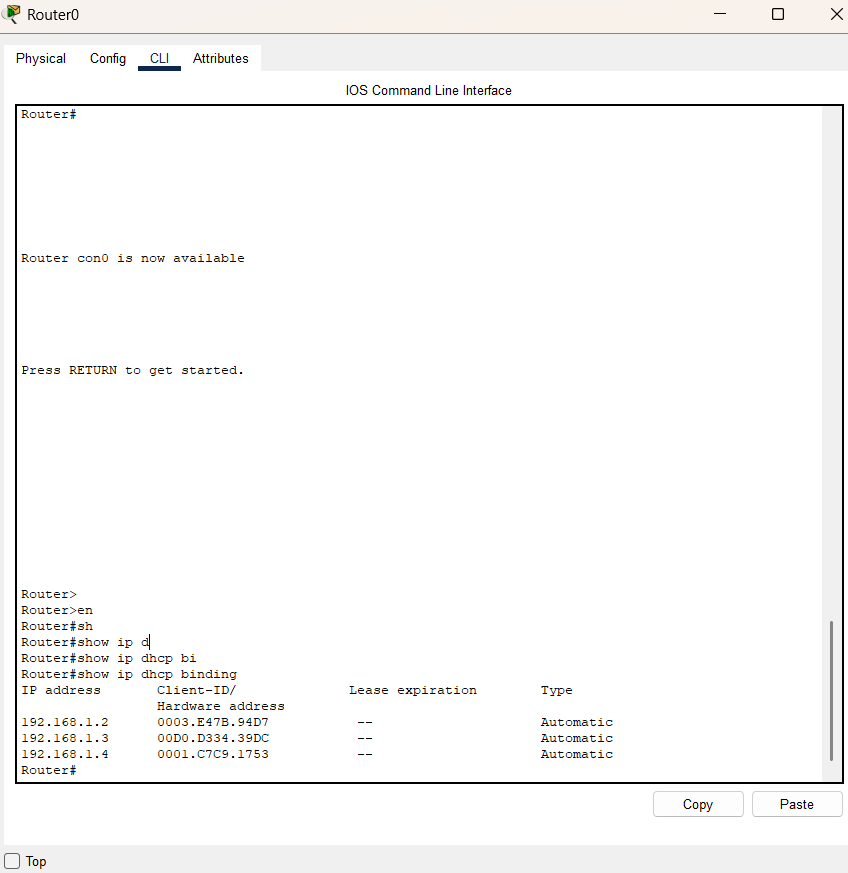 Router0
Physical Config CLI Attributes
IOS Command Line Interface
Router#
Router con0 is now available
Press RETURN to get started.
Router>
Router>en
Router#sh
Router#show ip d
Router#show ip dhcp bi
Router#show ip dhcp binding
IP address Client-ID/ Lease expiration Type
Hardware address
192.168.1.2 0003.E47B.94D7 -- Automatic
192.168.1.3 00D0.D334.39DC -- Automatic
192.168.1.4 0001.C7C9.1753 -- Automatic
Router#
Copy Paste
Top